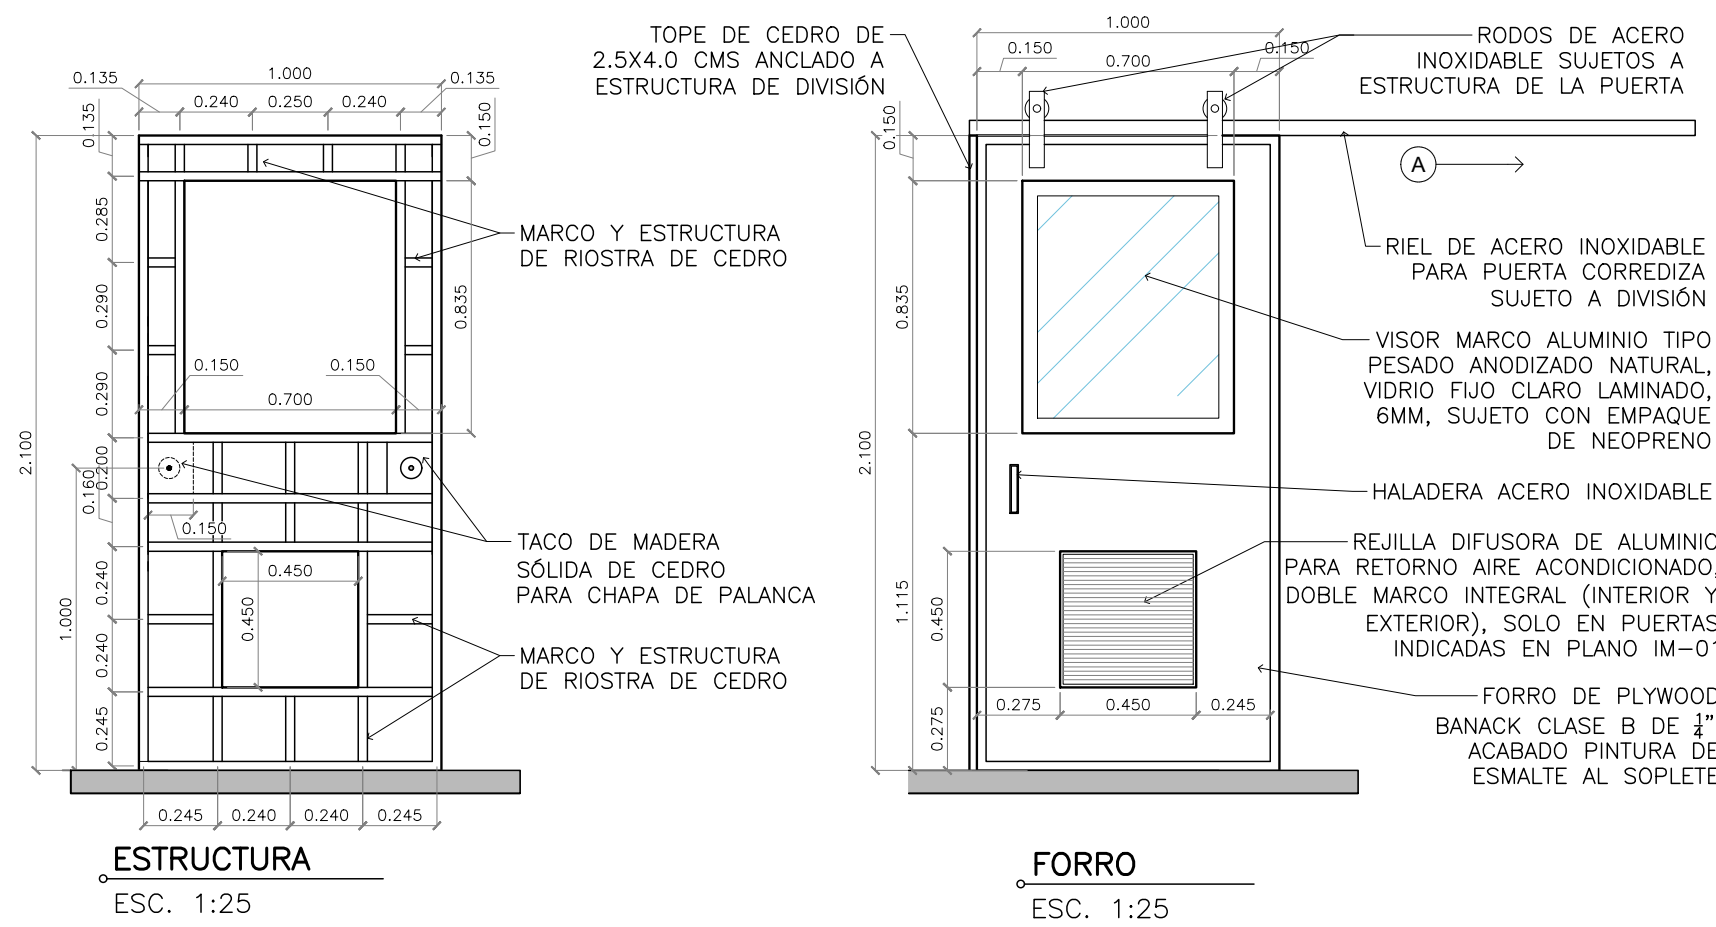 1.000
0.135
0.135
0.240
0.250
0.240
0.135
0.150
0.285
0.290
0.290
0.200
0.160
0.240
0.240
0.245
2.100
1.000
0.835
0.150
0.150
0.700
0.150
0.450
0.450
0.245
0.240
0.240
0.245
MARCO Y ESTRUCTURA
DE RIOSTRA DE CEDRO
TACO DE MADERA
SÓLIDA DE CEDRO
PARA CHAPA DE PALANCA
MARCO Y ESTRUCTURA
DE RIOSTRA DE CEDRO
ESTRUCTURA
ESC. 1:25
TOPE DE CEDRO DE
2.5X4.0 CMS ANCLADO A
ESTRUCTURA DE DIVISIÓN
1.000
0.150
0.700
0.150
0.150
0.835
2.100
1.115
0.450
0.275
0.275
0.450
0.245
RODOS DE ACERO
INOXIDABLE SUJETOS A
ESTRUCTURA DE LA PUERTA
A
RIEL DE ACERO INOXIDABLE
PARA PUERTA CORREDIZA
SUJETO A DIVISIÓN
VISOR MARCO ALUMINIO TIPO
PESADO ANODIZADO NATURAL,
VIDRIO FIJO CLARO LAMINADO,
6MM, SUJETO CON EMPAQUE
DE NEOPRENO
HALADERA ACERO INOXIDABLE
REJILLA DIFUSORA DE ALUMINIO
PARA RETORNO AIRE ACONDICIONADO,
DOBLE MARCO INTEGRAL (INTERIOR Y
EXTERIOR), SOLO EN PUERTAS
INDICADAS EN PLANO IM-01
FORRO DE PLYWOOD
BANACK CLASE B DE 1/4"
ACABADO PINTURA DE
ESMALTE AL SOPLETE
FORRO
ESC. 1:25